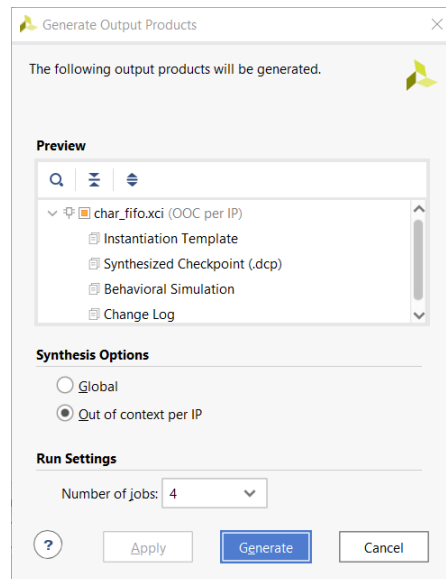 Generate Output Products
The following output products will be generated.
Preview
char_fifo.xci (OOC per IP)
Instantiation Template
Synthesized Checkpoint (.dcp)
Behavioral Simulation
Change Log
Synthesis Options
Global
Out of context per IP
Run Settings
Number of jobs: 4
? Apply Generate Cancel